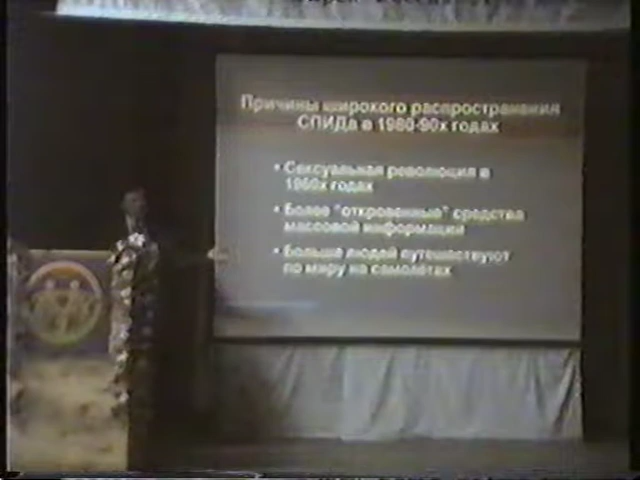 Причины широкого распространения
СПИДа в 1980-90х годах
• Сексуальная революция в
1960х годах
• Более "откровенные" средства
массовой информации
• Больше людей путешествуют
по миру на самолётах